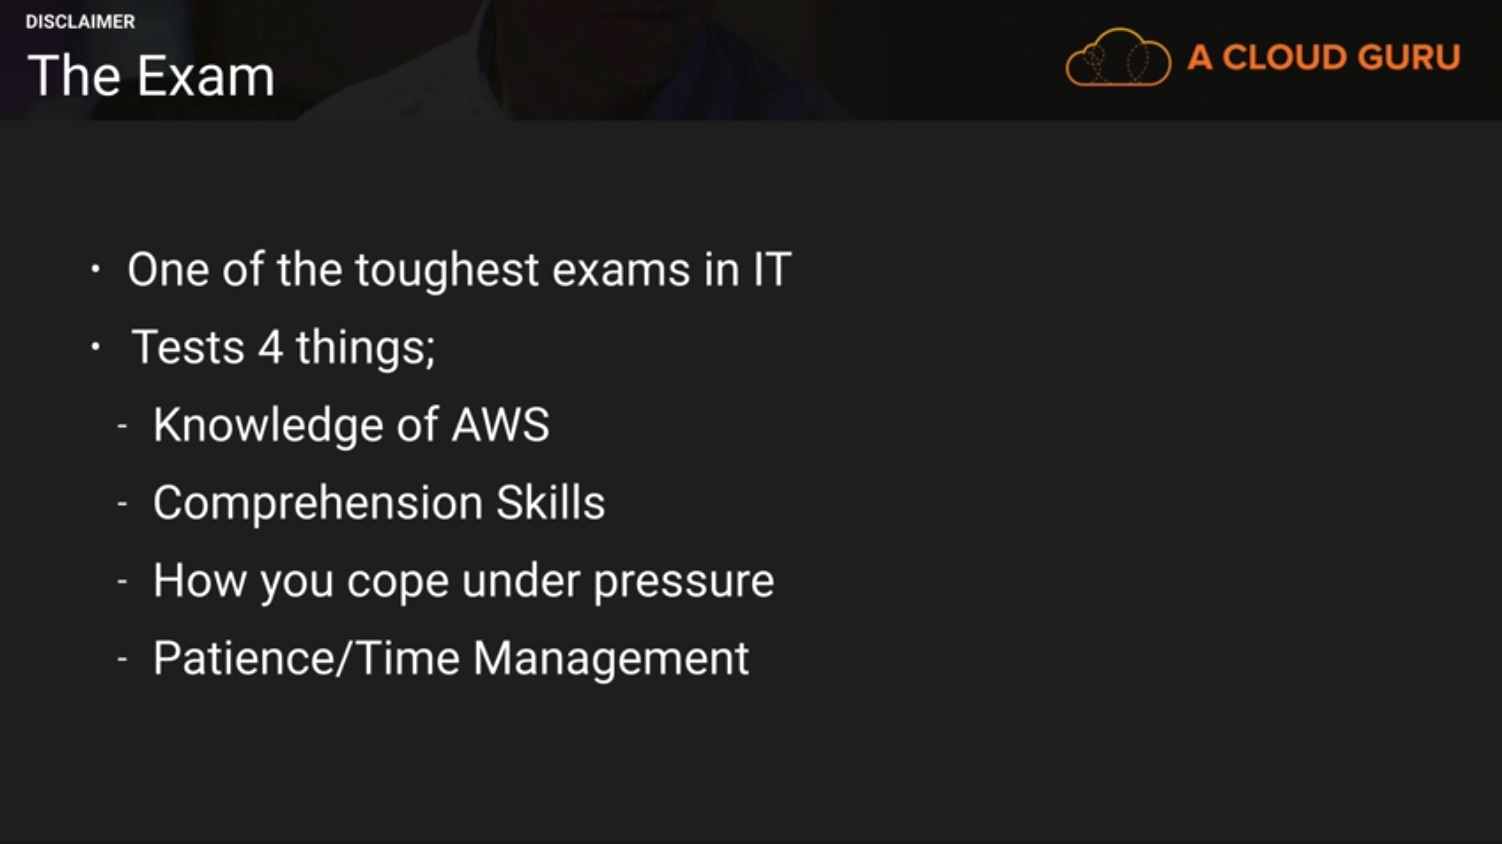 DISCLAIMER
The Exam
A CLOUD GURU
· One of the toughest exams in IT
· Tests 4 things;
- Knowledge of AWS
- Comprehension Skills
- How you cope under pressure
- Patience/Time Management